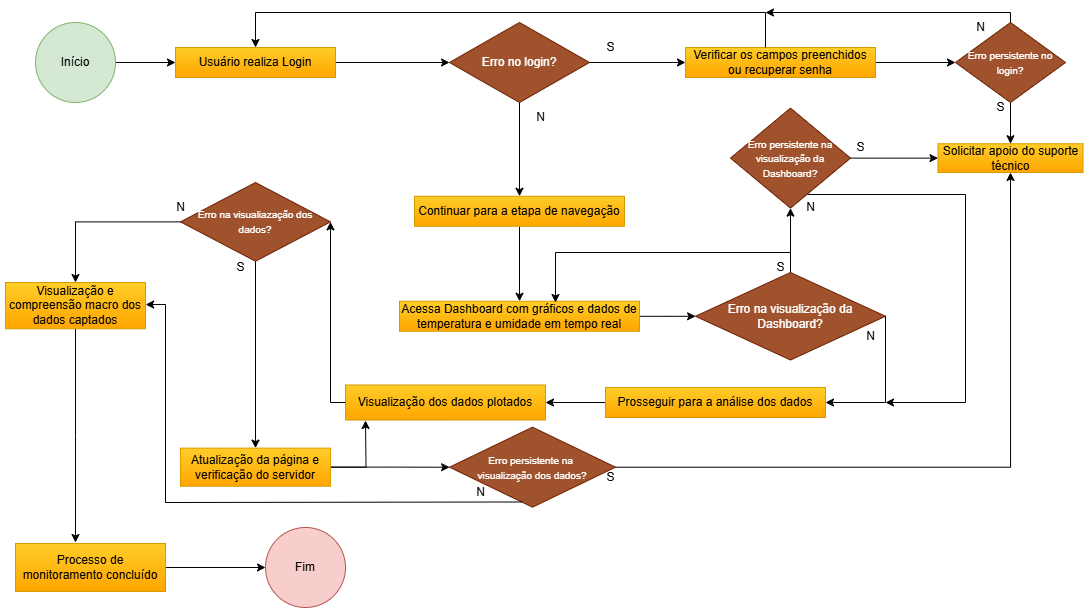 Início
Usuário realiza Login
Erro no login?
S
N
Verificar os campos preenchidos
ou recuperar senha
N
Erro persistente no
login?
S
Solicitar apoio do suporte
técnico
Erro persistente na
visualização da
Dashboard?
S
N
Continuar para a etapa de navegação
Acessa Dashboard com gráficos e dados de
temperatura e umidade em tempo real
S
Erro na visualização da
Dashboard?
N
Prosseguir para a análise dos dados
Visualização dos dados plotados
N
Erro na visualiazação dos
dados?
S
Visualização e
compreensão macro dos
dados captados
Atualização da página e
verificação do servidor
Erro persistente na
visualização dos dados?
N
S
Processo de
monitoramento concluído
Fim